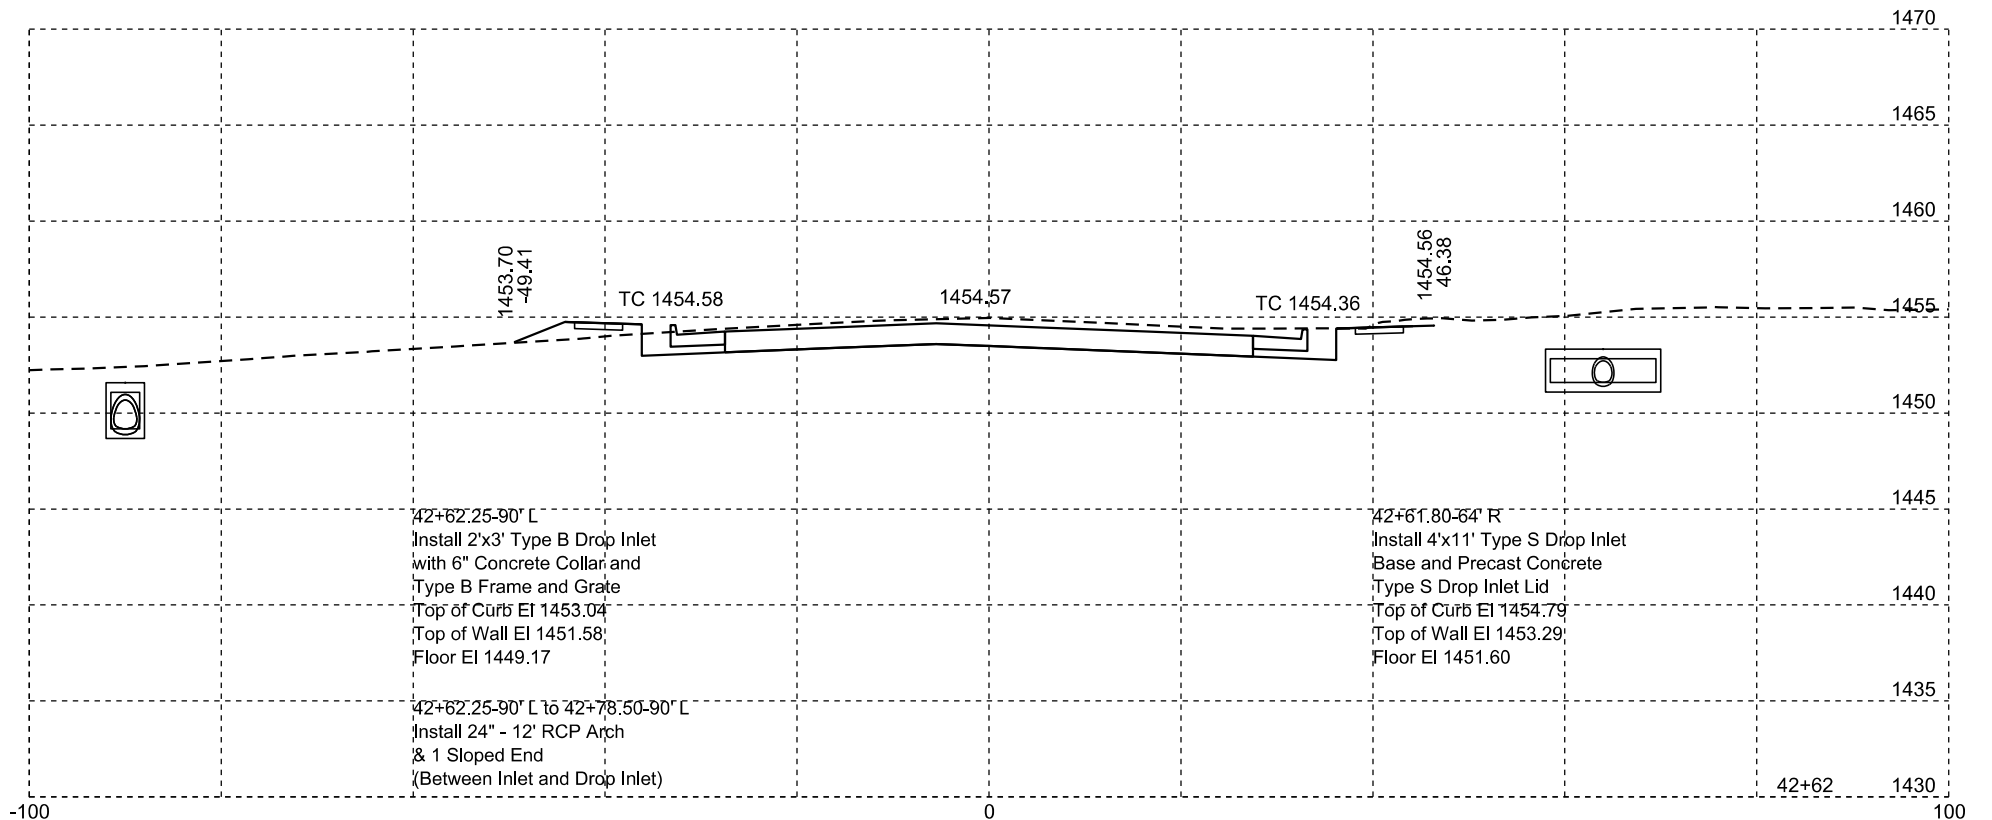 1470
1465
1460
1453.70
-49.41
TC 1454.58
1454.57
TC 1454.36
1454.56
46.38
1455
1450
1445
42+62.25-90' L
Install 2'x3' Type B Drop Inlet
with 6" Concrete Collar and
Type B Frame and Grate
Top of Curb El 1453.04
Top of Wall El 1451.58
Floor El 1449.17
42+61.80-64' R
Install 4'x11' Type S Drop Inlet
Base and Precast Concrete
Type S Drop Inlet Lid
Top of Curb El 1454.79
Top of Wall El 1453.29
Floor El 1451.60
1440
1435
42+62.25-90' L to 42+78.50-90' L
Install 24" - 12' RCP Arch
& 1 Sloped End
(Between Inlet and Drop Inlet)
42+62
1430
-100
0
100